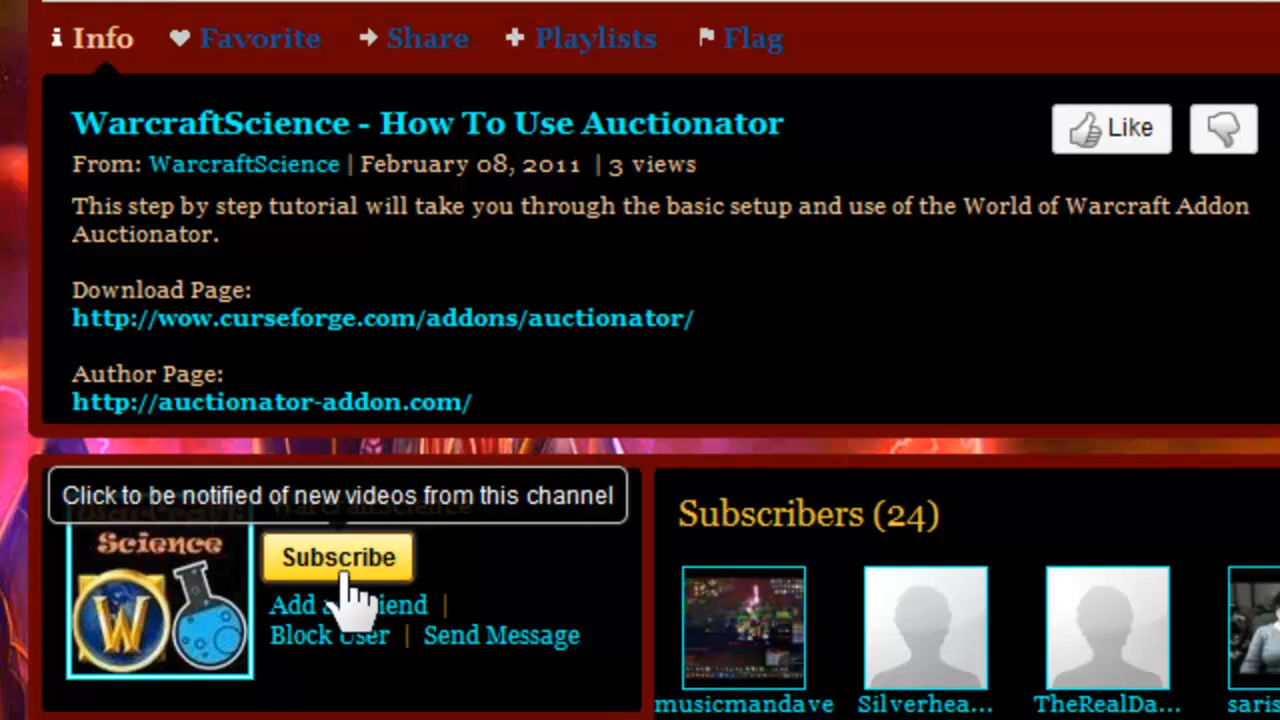 Info Favorite Share Playlists Flag
WarcraftScience - How To Use Auctionator
Like
From: WarcraftScience | February 08, 2011 | 3 views
This step by step tutorial will take you through the basic setup and use of the World of Warcraft Addon
Auctionator.
Download Page:
http://wow.curseforge.com/addons/auctionator/
Author Page:
http://auctionator-addon.com/
Click to be notified of new videos from this channel
Science
W
Subscribe
Add a Friend |
Block User | Send Message
Subscribers (24)
musicmandave Silverhea... TheRealDa... saris